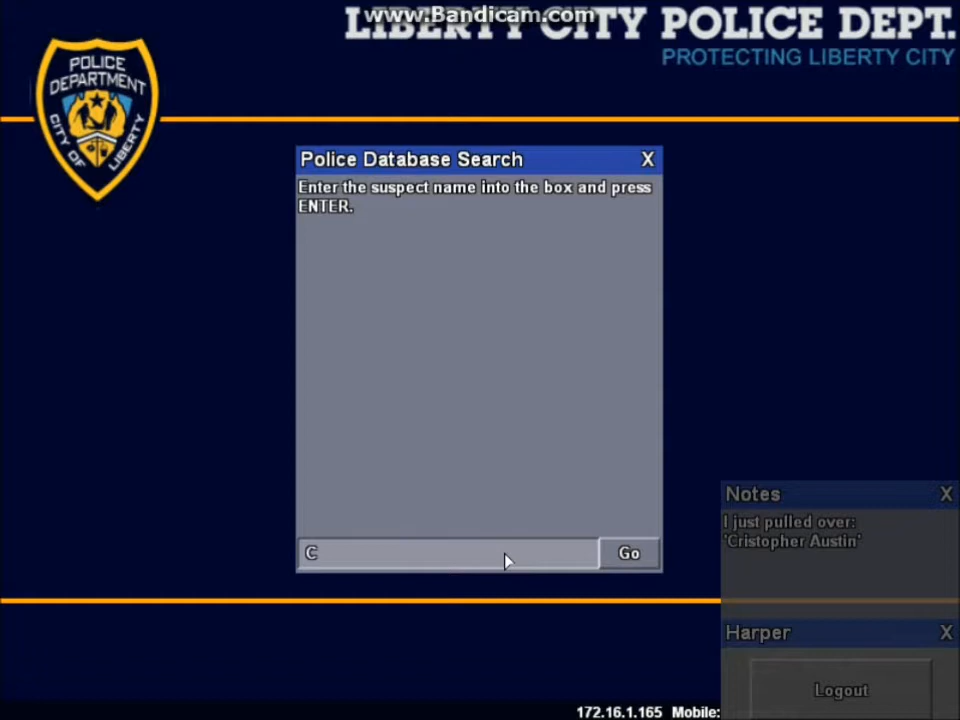 www.Bandicam.com
LIBERTY CITY POLICE DEPT.
PROTECTING LIBERTY CITY
POLICE
DEPARTMENT
CITY OF LIBERTY
Police Database Search X
Enter the suspect name into the box and press
ENTER.
C
Go
Notes X
I just pulled over:
'Cristopher Austin'
Harper X
Logout
172.16.1.165 Mobile: